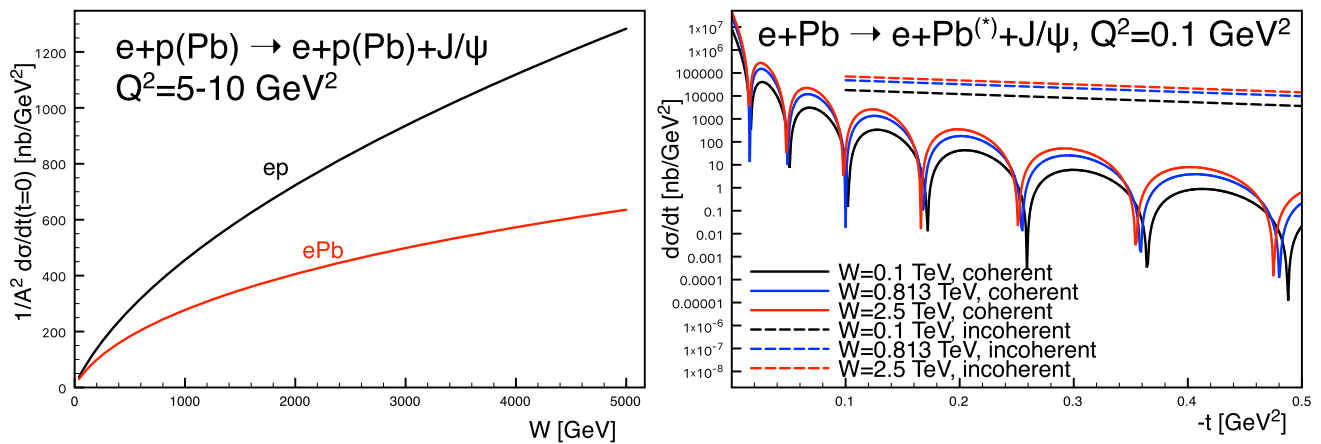 e+p(Pb) → e+p(Pb)+J/ψ
Q²=5-10 GeV²
1/A² dσ/dt(t=0) [nb/GeV²]
1200
1000
800
600
400
200
0
ep
ePb
0
1000
2000
3000
4000
5000
W [GeV]
e+Pb → e+Pb(*)+J/ψ, Q²=0.1 GeV²
dσ/dt [nb/GeV²]
1×10⁷
1×10⁶
100000
10000
1000
100
10
1
0.1
0.01
0.001
0.0001
0.00001
1×10⁻⁶
1×10⁻⁷
1×10⁻⁸
W=0.1 TeV, coherent
W=0.813 TeV, coherent
W=2.5 TeV, coherent
W=0.1 TeV, incoherent
W=0.813 TeV, incoherent
W=2.5 TeV, incoherent
0.1
0.2
0.3
0.4
0.5
-t [GeV²]